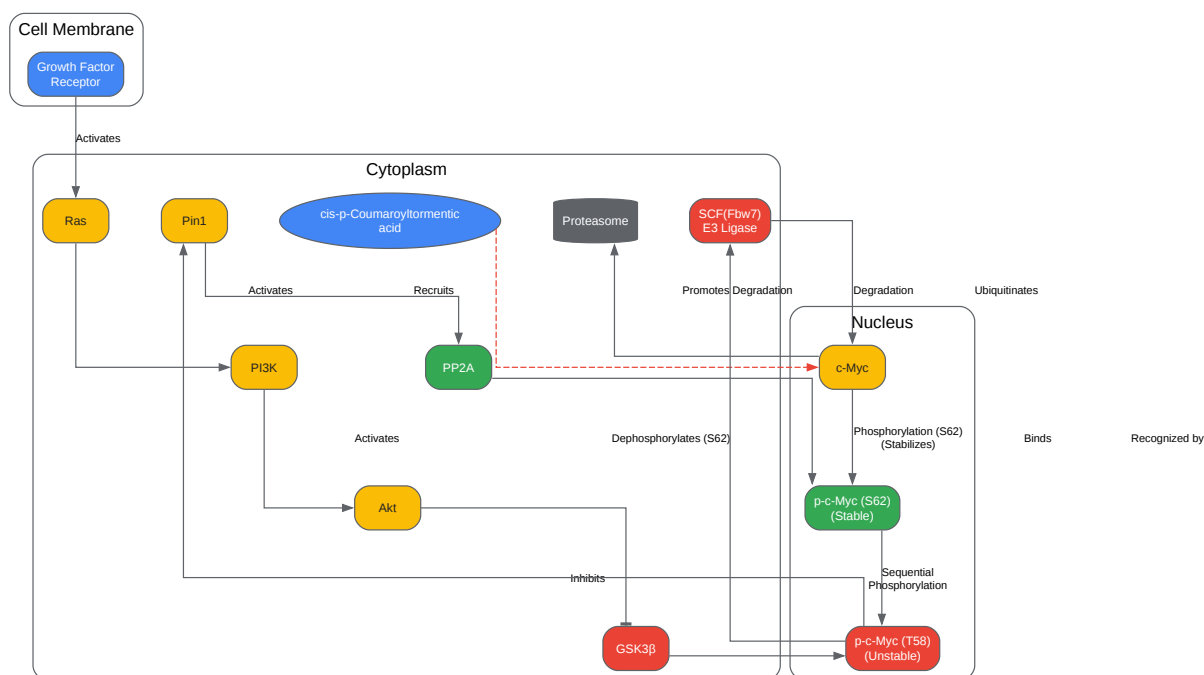 Cell Membrane
Growth Factor
Receptor
Activates
Cytoplasm
Ras
Pin1
cis-p-Coumaroyltormentic
acid
Proteasome
SCF(Fbw7)
E3 Ligase
Activates
Recruits
Promotes Degradation
Degradation
Ubiquitinates
Nucleus
PI3K
PP2A
c-Myc
Activates
Dephosphorylates (S62)
Phosphorylation (S62)
(Stabilizes)
Binds
Recognized by
Akt
p-c-Myc (S62)
(Stable)
Inhibits
Sequential
Phosphorylation
GSK3β
p-c-Myc (T58)
(Unstable)